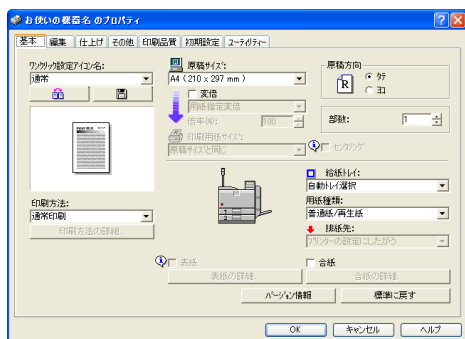 お使いの機器名 のプロパティ
基本 編集 仕上げ その他 印刷品質 初期設定 ユーティリティー
ワンクリック設定アイコン名:
通常
原稿サイズ:
A4 ( 210 x 297 mm )
変倍
用紙指定変倍
倍率(%): 100
印刷用紙サイズ:
原稿サイズと同じ
原稿方向
R
タテ
ヨコ
部数: 1
センタリング
印刷方法:
通常印刷
印刷方法の詳細...
給紙トレイ:
自動トレイ選択
用紙種類:
普通紙/再生紙
排紙先:
プリンターの設定にしたがう
表紙
表紙の詳細...
合紙
合紙の詳細...
バージョン情報
標準に戻す
OK
キャンセル
ヘルプ